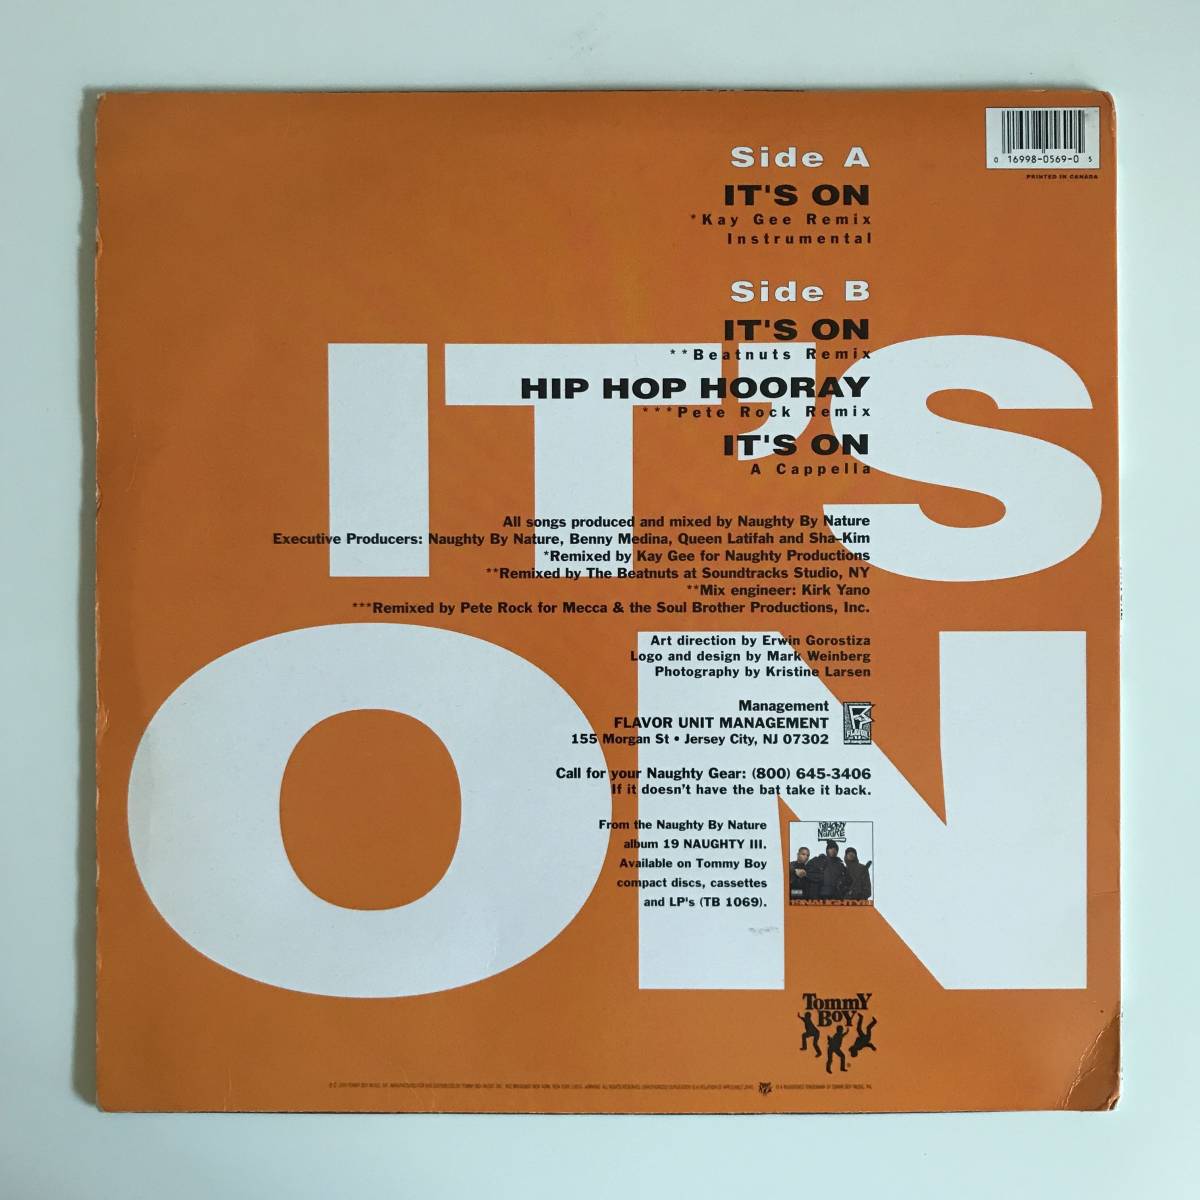 0 16998-0569-0 5
PRINTED IN CANADA
Side A
IT'S ON
*Kay Gee Remix
Instrumental
Side B
IT'S ON
**Beatnuts Remix
HIP HOP HOORAY
***Pete Rock Remix
IT'S ON
A Cappella
IT'S
ON
All songs produced and mixed by Naughty By Nature
Executive Producers: Naughty By Nature, Benny Medina, Queen Latifah and Sha-Kim
*Remixed by Kay Gee for Naughty Productions
**Remixed by The Beatnuts at Soundtracks Studio, NY
**Mix engineer: Kirk Yano
***Remixed by Pete Rock for Mecca & the Soul Brother Productions, Inc.
Art direction by Erwin Gorostiza
Logo and design by Mark Weinberg
Photography by Kristine Larsen
Management
FLAVOR UNIT MANAGEMENT
155 Morgan St • Jersey City, NJ 07302
FLAVOR
Call for your Naughty Gear: (800) 645-3406
If it doesn't have the bat take it back.
From the Naughty By Nature
album 19 NAUGHTY III.
Available on Tommy Boy
compact discs, cassettes
and LP's (TB 1069).
NAUGHTY
BY
NATURE
19NAUGHTYIII
TOMMY
BOY